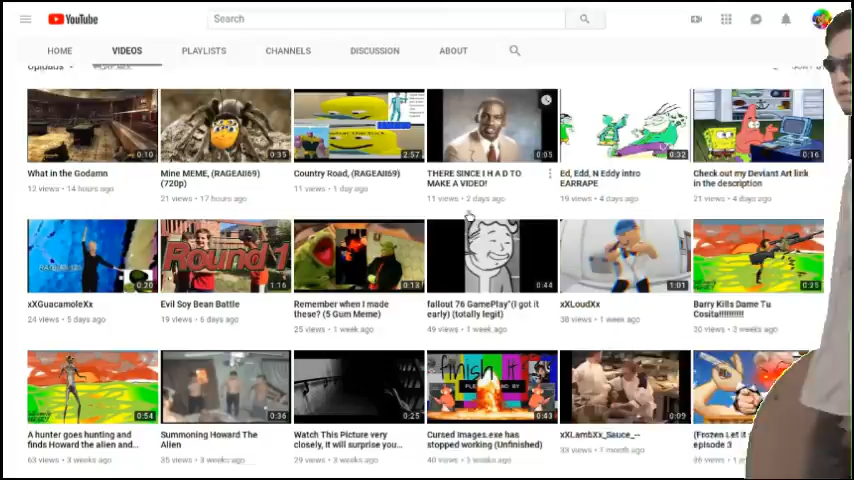 YouTube
Search
HOME VIDEOS PLAYLISTS CHANNELS DISCUSSION ABOUT
Uploads
0:10 0:35 2:57 0:05 0:32 0:16
What in the Godamn
12 views • 14 hours ago
Mine MEME, (RAGEAII69)
(720p)
21 views • 17 hours ago
Country Road, (RAGEAII69)
11 views • 1 day ago
THERE SINCE I H A D TO
MAKE A VIDEO!
11 views • 2 days ago
Ed, Edd, N Eddy intro
EARRAPE
19 views • 4 days ago
Check out my Deviant Art link
in the description
21 views • 4 days ago
Round 1
0:20 1:16 0:13 0:44 1:01 0:25
xXGuacamoleXx
24 views • 5 days ago
Evil Soy Bean Battle
19 views • 6 days ago
Remember when I made
these? (5 Gum Meme)
25 views • 1 week ago
fallout 76 GamePlay"(I got it
early) (totally legit)
49 views • 1 week ago
xXLoudXx
38 views • 1 week ago
Barry Kills Dame Tu
Cosita!!!!!!!!!!
30 views • 3 weeks ago
finish it
0:54 0:36 0:25 0:43 0:09
A hunter goes hunting and
finds Howard the alien and...
63 views • 3 weeks ago
Summoning Howard The
Alien
35 views • 3 weeks ago
Watch This Picture very
closely, It will surprise you...
29 views • 3 weeks ago
Cursed Images.exe has
stopped working (Unfinished)
40 views • 3 weeks ago
xXLambXx_Sauce_--
33 views • 1 month ago
(Frozen Let it
episode 3